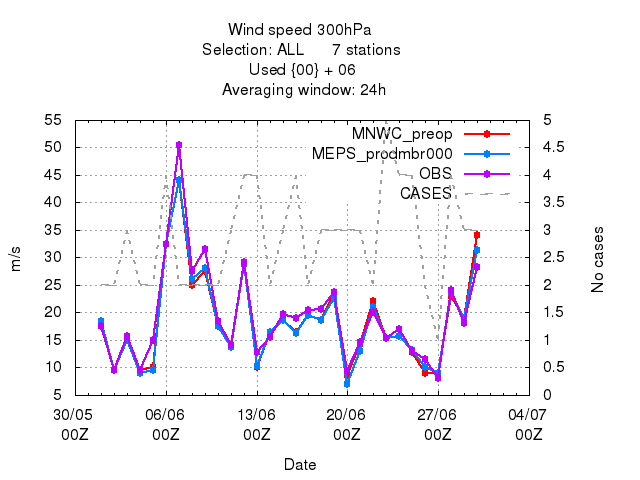 Wind speed 300hPa
Selection: ALL 7 stations
Used {00} + 06
Averaging window: 24h
55 5
50 4.5
45 4
40 3.5
35 3
30 2.5
25 2
20 1.5
15 1
10 0.5
5 0
MNWC_preop
MEPS_prodmbr000
OBS
CASES
m/s
No cases
30/05 06/06 13/06 20/06 27/06 04/07
00Z 00Z 00Z 00Z 00Z 00Z
Date